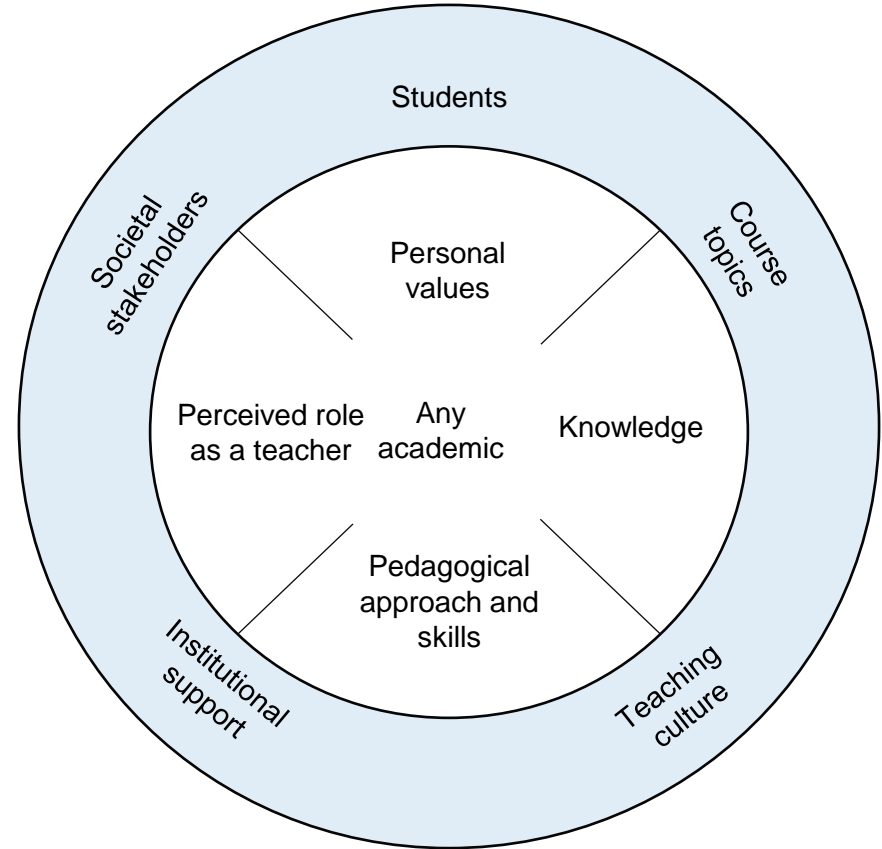 Students
Societal
stakeholders
Course
topics
Personal
values
Perceived role
as a teacher
Any
academic
Knowledge
Pedagogical
approach and
skills
Institutional
support
Teaching
culture